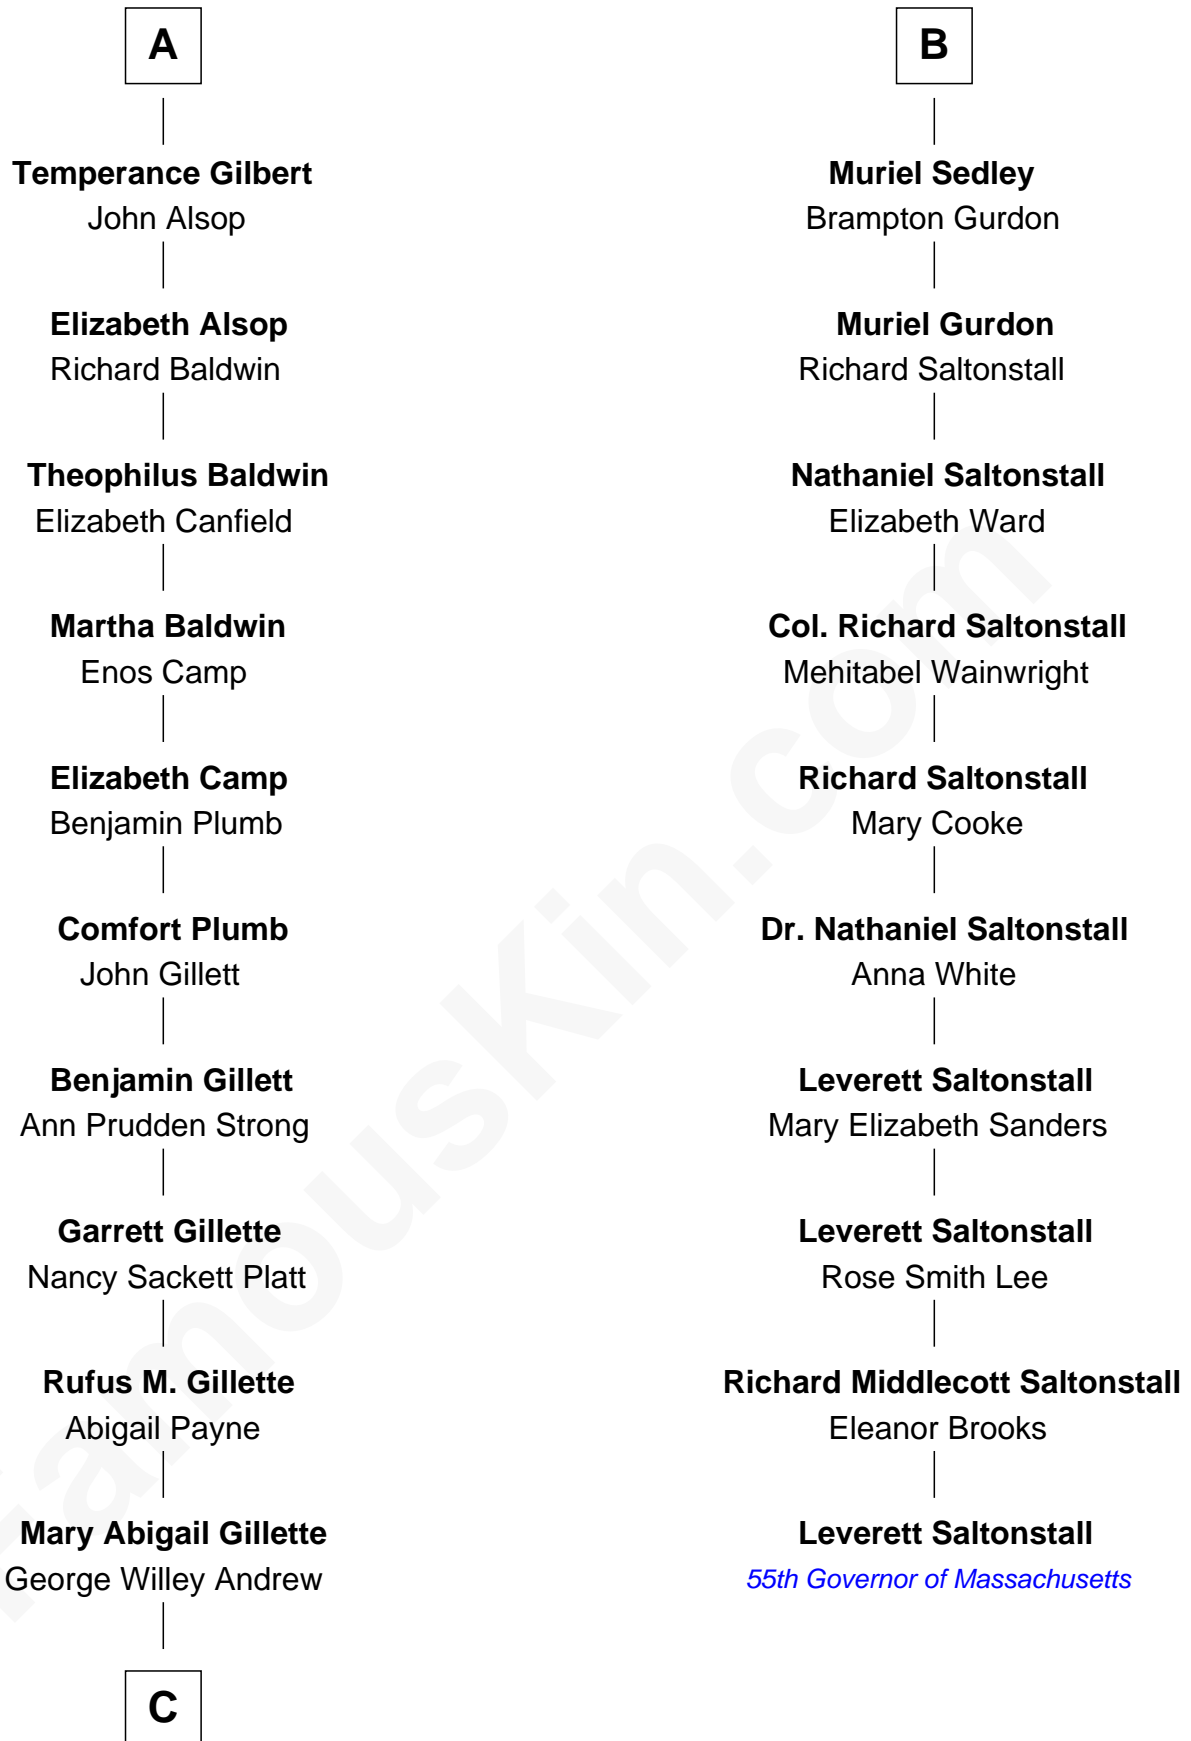 A
Temperance Gilbert
John Alsop
Elizabeth Alsop
Richard Baldwin
Theophilus Baldwin
Elizabeth Canfield
Martha Baldwin
Enos Camp
Elizabeth Camp
Benjamin Plumb
Comfort Plumb
John Gillett
Benjamin Gillett
Ann Prudden Strong
Garrett Gillette
Nancy Sackett Platt
Rufus M. Gillette
Abigail Payne
Mary Abigail Gillette
George Willey Andrew
C
B
Muriel Sedley
Brampton Gurdon
Muriel Gurdon
Richard Saltonstall
Nathaniel Saltonstall
Elizabeth Ward
Col. Richard Saltonstall
Mehitabel Wainwright
Richard Saltonstall
Mary Cooke
Dr. Nathaniel Saltonstall
Anna White
Leverett Saltonstall
Mary Elizabeth Sanders
Leverett Saltonstall
Rose Smith Lee
Richard Middlecott Saltonstall
Eleanor Brooks
Leverett Saltonstall
55th Governor of Massachusetts
FamousKin.com